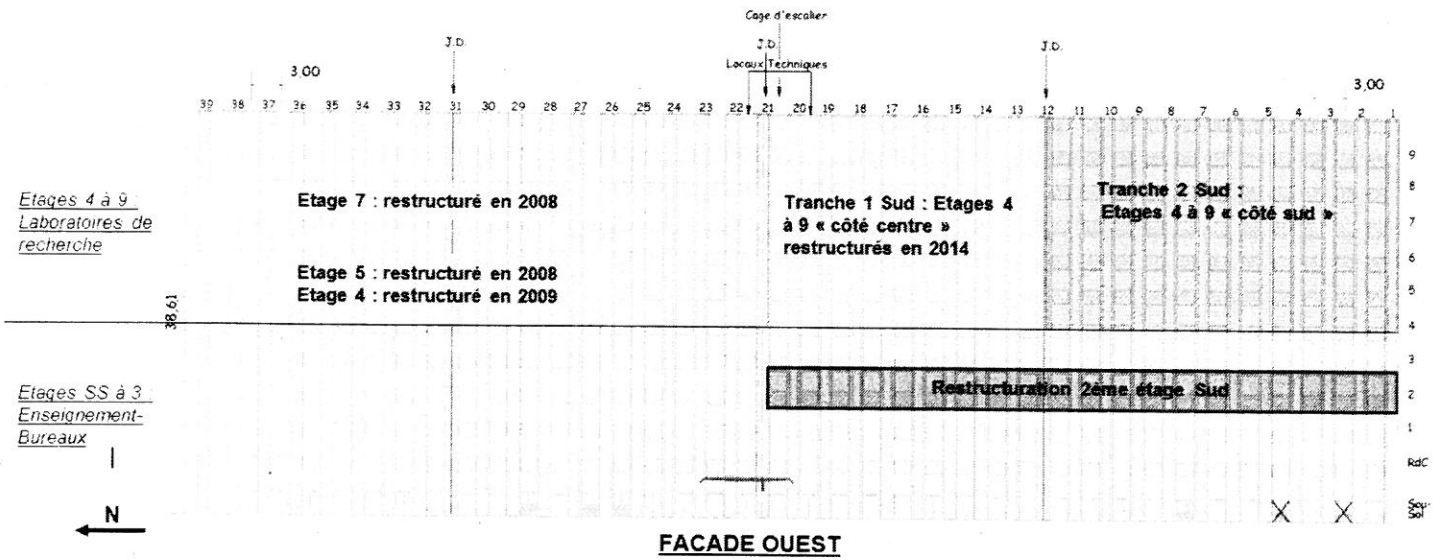 Cage d'escalier
J.D.
J.D.
J.D.
Locaux Techniques
3,00
3,00
39 38 37 36 35 34 33 32 31 30 29 28 27 26 25 24 23 22 21 20 19 18 17 16 15 14 13 12 11 10 9 8 7 6 5 4 3 2 1
9
Etages 4 à 9 :
Laboratoires de
recherche
Etage 7 : restructuré en 2008
Etage 5 : restructuré en 2008
Etage 4 : restructuré en 2009
Tranche 1 Sud : Etages 4
à 9 « côté centre »
restructurés en 2014
Tranche 2 Sud :
Etages 4 à 9 « côté sud »
8
7
6
5
4
38,61
3
Etages SS à 3 :
Enseignement-
Bureaux
Restructuration 2ème étage Sud
2
1
RdC
Sou-
Sol
N
FACADE OUEST